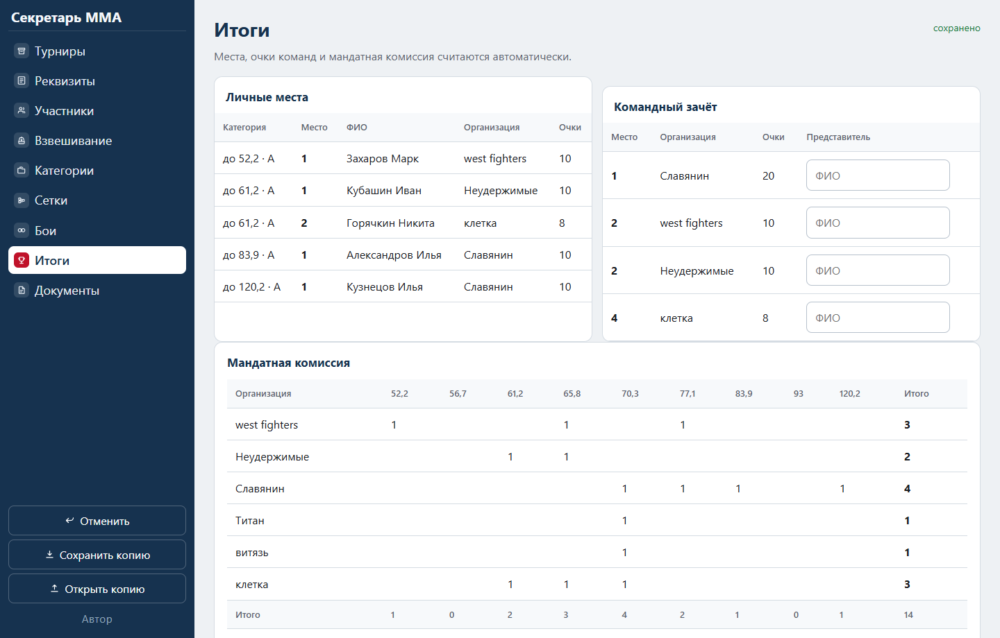 Секретарь ММА
Турниры
Реквизиты
Участники
Взвешивание
Категории
Сетки
Бои
Итоги
Документы
Отменить
Сохранить копию
Открыть копию
Автор
Итоги
сохранено
Места, очки команд и мандатная комиссия считаются автоматически.
Личные места
Категория Место ФИО Организация Очки
до 52,2 · А 1 Захаров Марк west fighters 10
до 61,2 · А 1 Кубашин Иван Неудержимые 10
до 61,2 · А 2 Горячкин Никита клетка 8
до 83,9 · А 1 Александров Илья Славянин 10
до 120,2 · А 1 Кузнецов Илья Славянин 10
Командный зачёт
Место Организация Очки Представитель
1 Славянин 20 ФИО
2 west fighters 10 ФИО
2 Неудержимые 10 ФИО
4 клетка 8 ФИО
Мандатная комиссия
Организация 52,2 56,7 61,2 65,8 70,3 77,1 83,9 93 120,2 Итого
west fighters 1 1 1 3
Неудержимые 1 1 2
Славянин 1 1 1 1 4
Титан 1 1
витязь 1 1
клетка 1 1 1 3
Итого 1 0 2 3 4 2 1 0 1 14